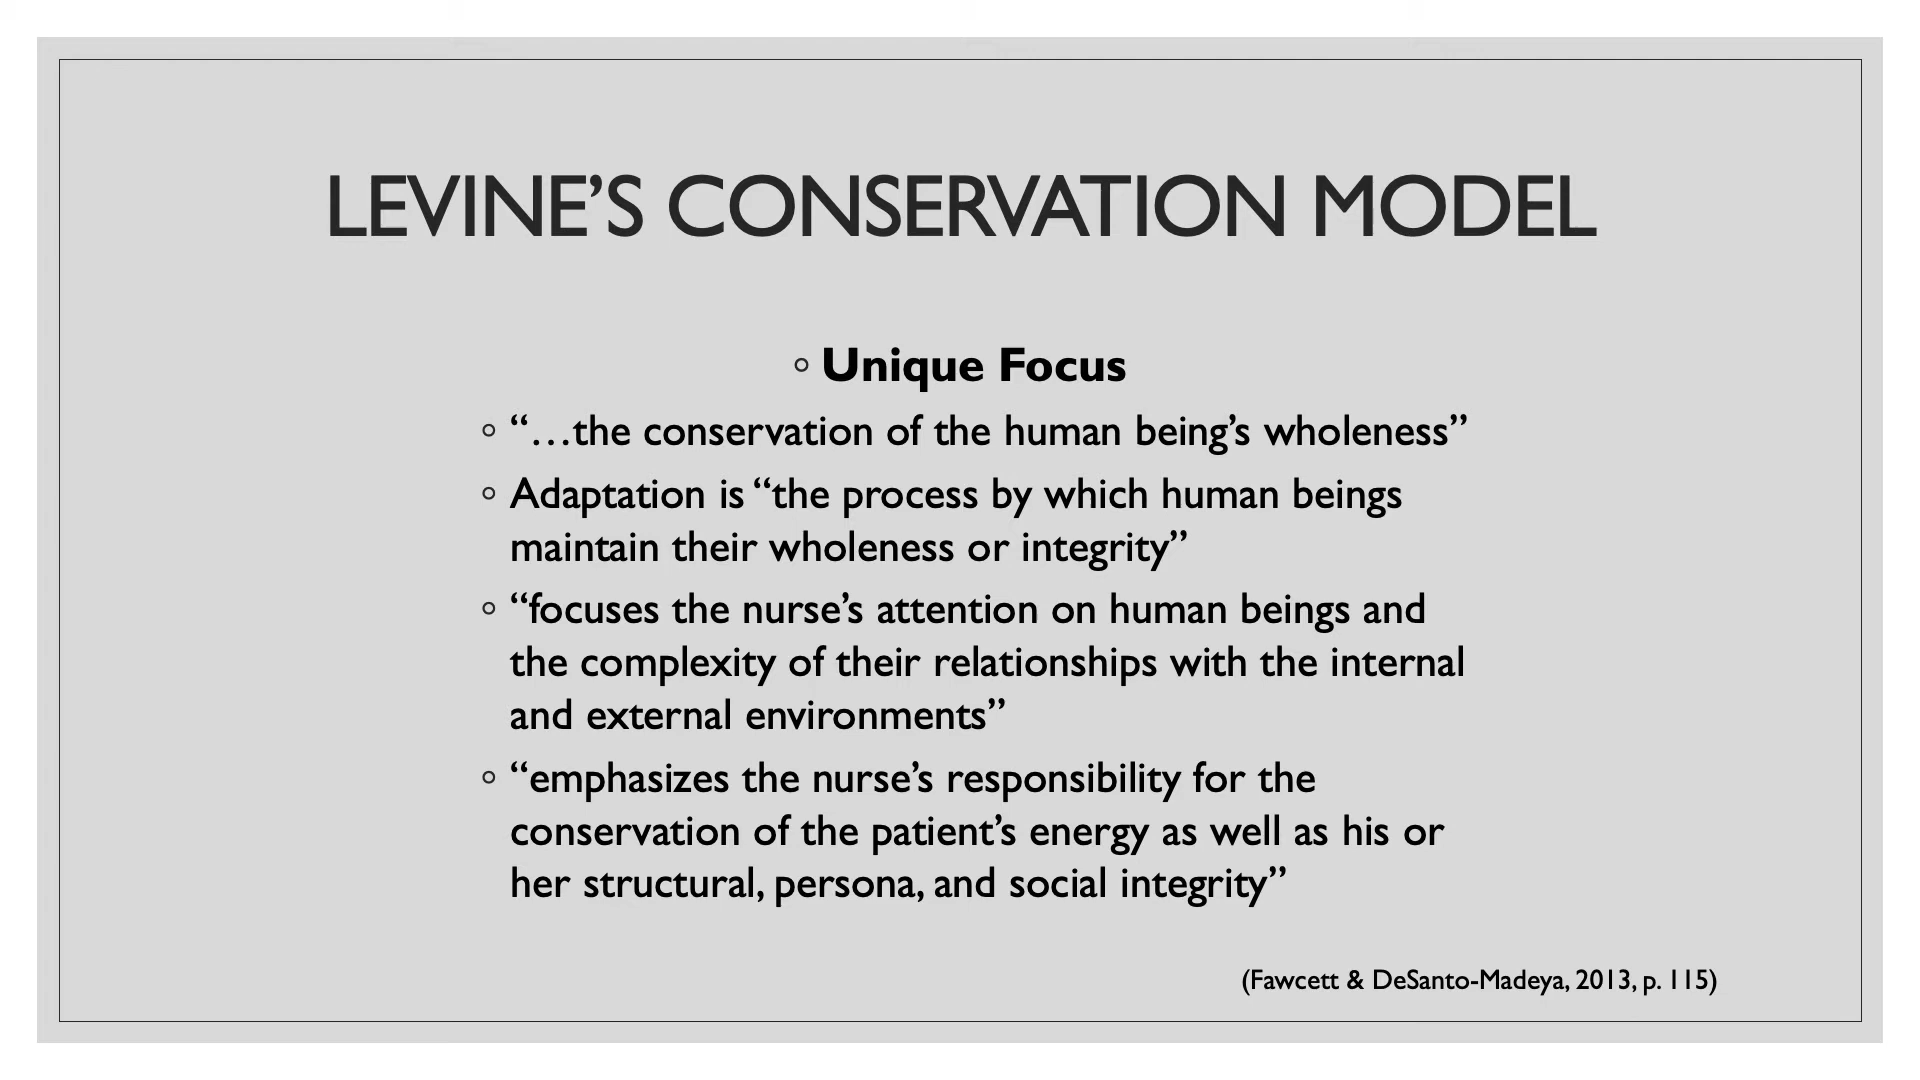 LEVINE’S CONSERVATION MODEL
◦ Unique Focus
◦ “…the conservation of the human being’s wholeness”
◦ Adaptation is “the process by which human beings
maintain their wholeness or integrity”
◦ “focuses the nurse’s attention on human beings and
the complexity of their relationships with the internal
and external environments”
◦ “emphasizes the nurse’s responsibility for the
conservation of the patient’s energy as well as his or
her structural, persona, and social integrity”
(Fawcett & DeSanto-Madeya, 2013, p. 115)